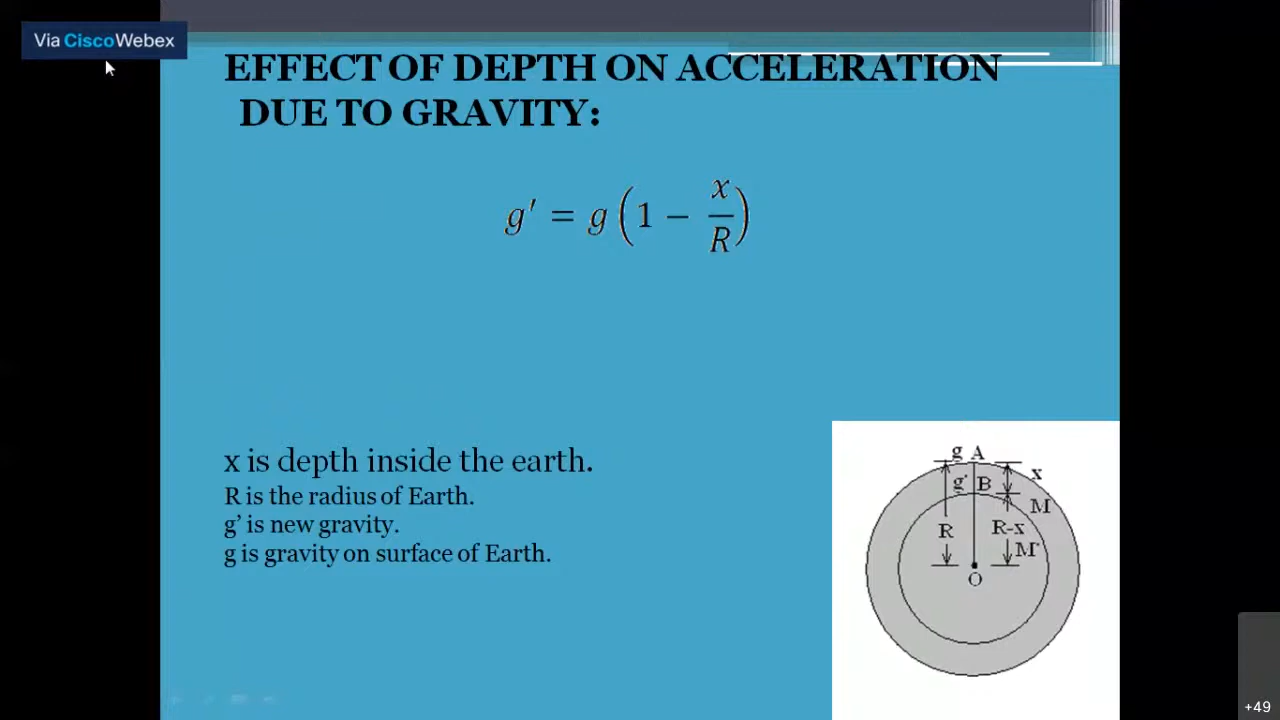 Via CiscoWebex
EFFECT OF DEPTH ON ACCELERATION
DUE TO GRAVITY:
g′ = g(1 − x/R)
x is depth inside the earth.
R is the radius of Earth.
g’ is new gravity.
g is gravity on surface of Earth.
g A
x
g' B
M
R
R-x
M'
O
+49